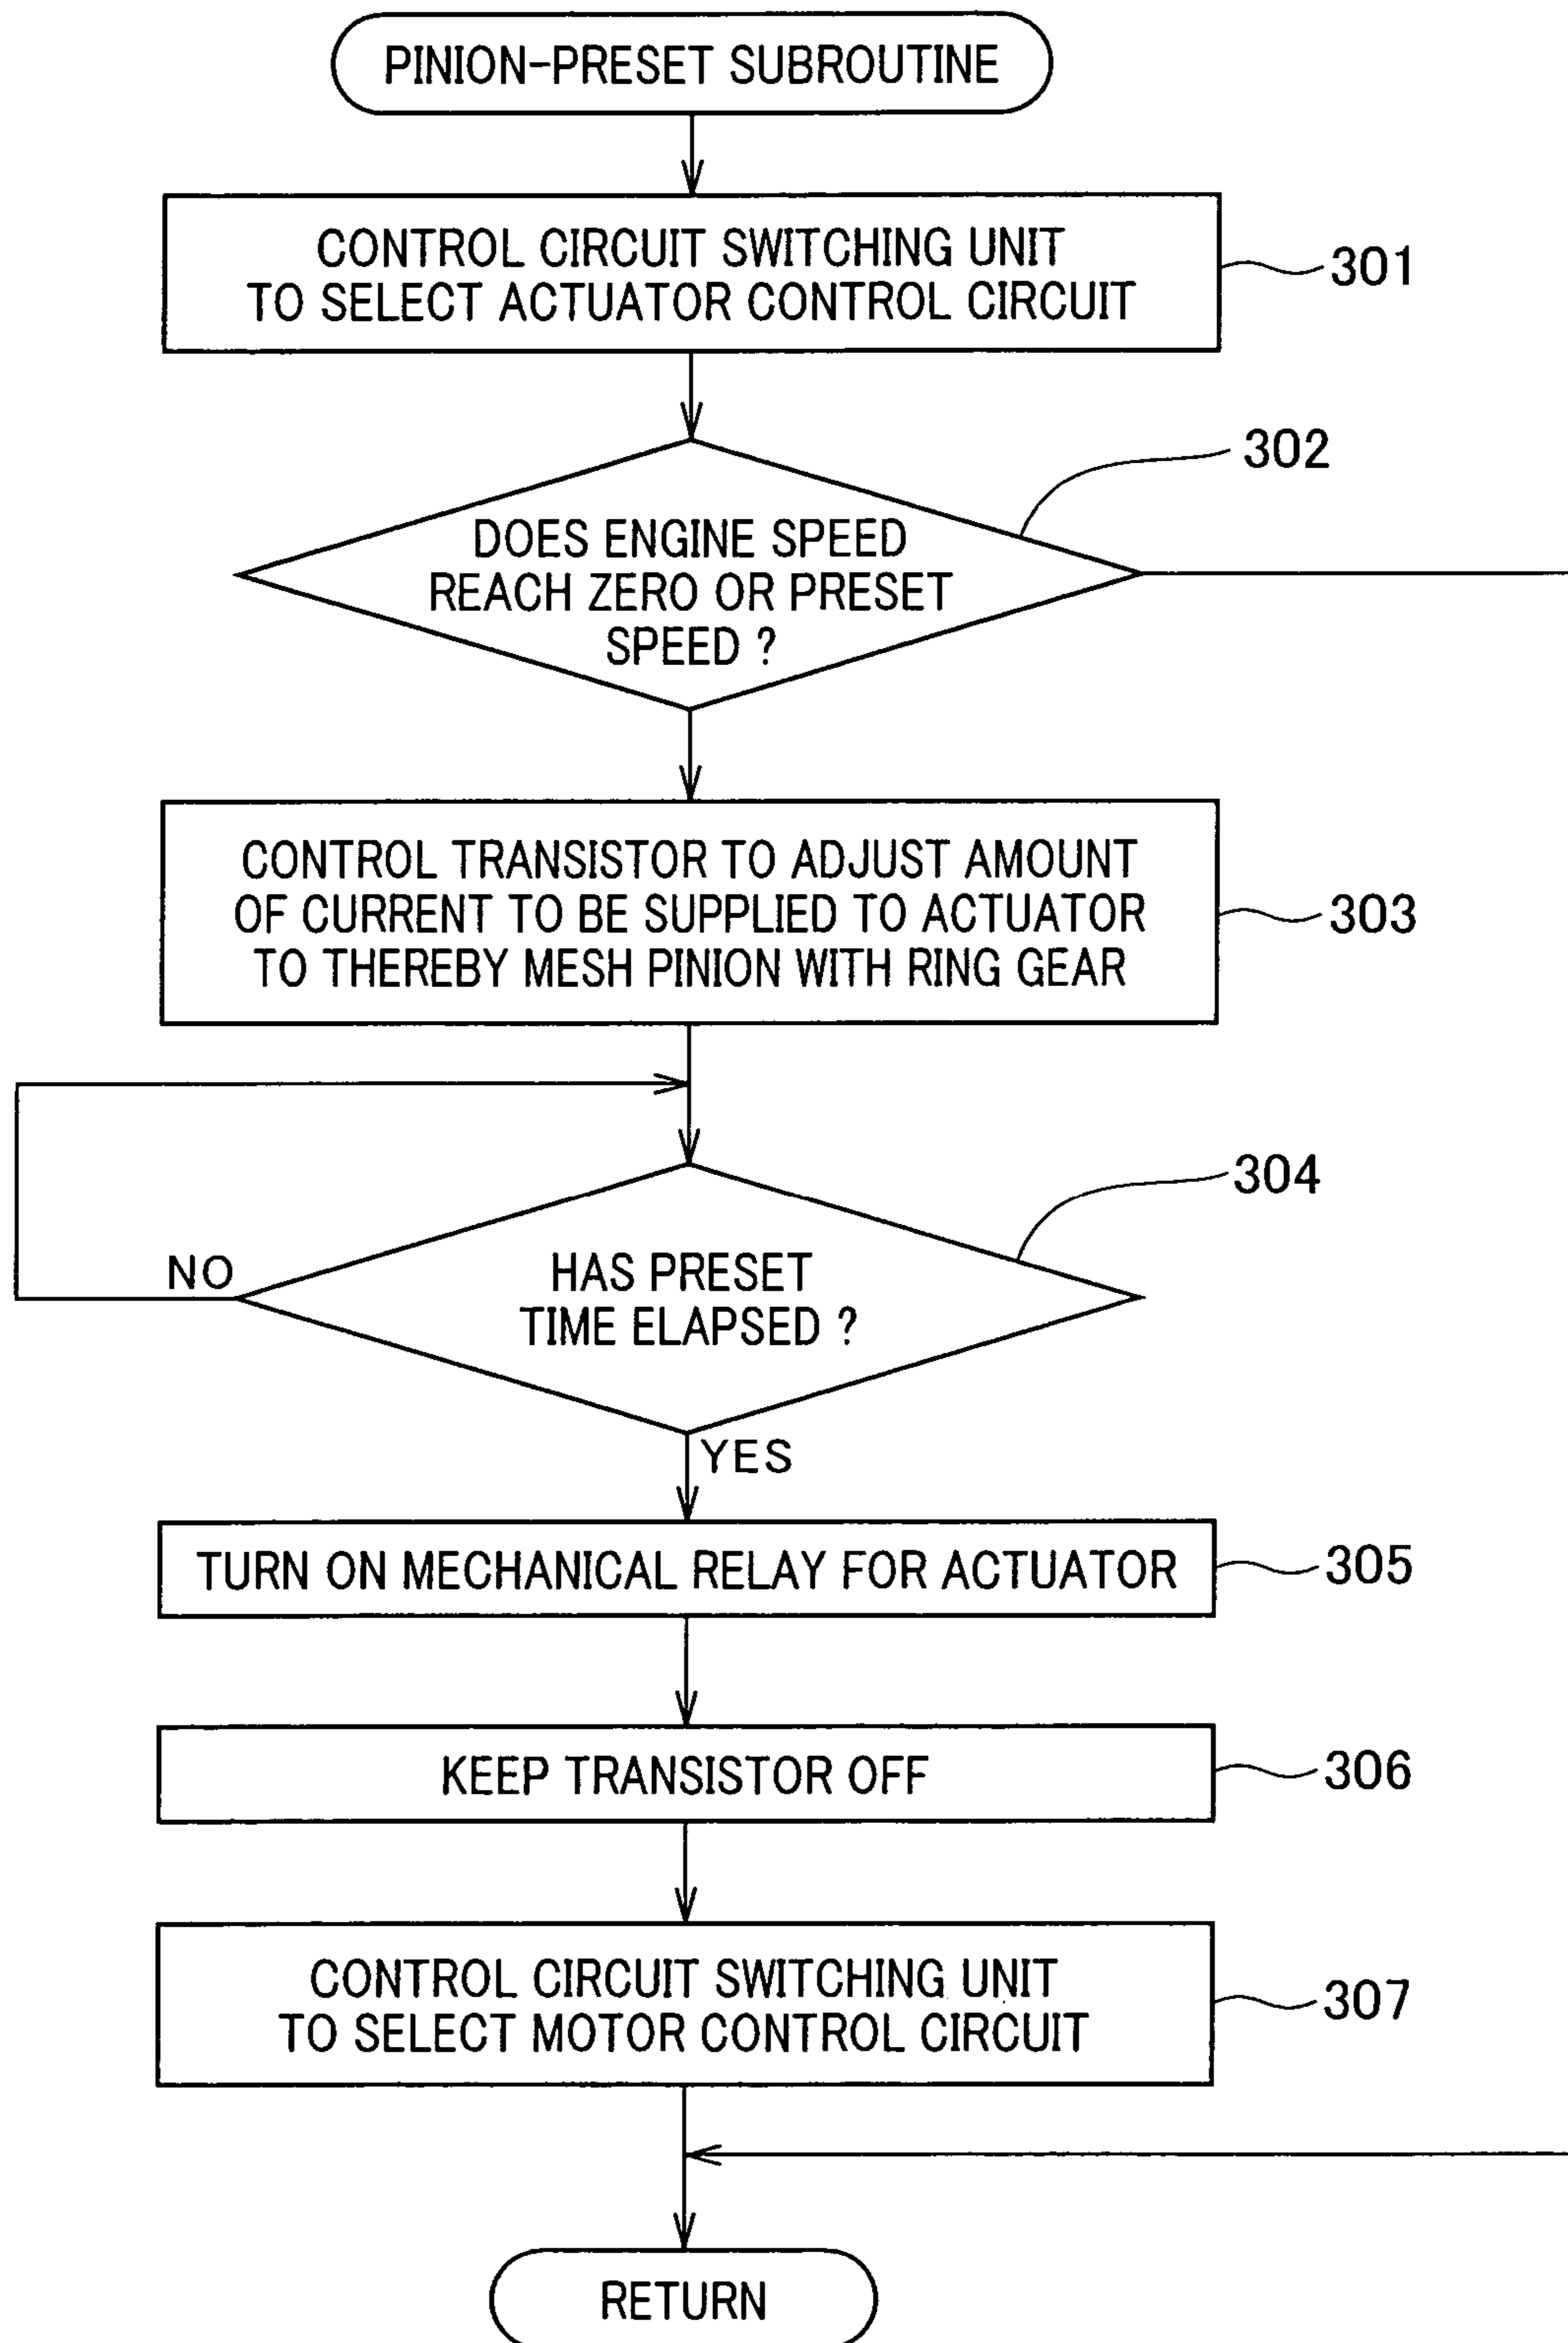 PINION-PRESET SUBROUTINE
CONTROL CIRCUIT SWITCHING UNIT
TO SELECT ACTUATOR CONTROL CIRCUIT
301
302
DOES ENGINE SPEED
REACH ZERO OR PRESET
SPEED ?
CONTROL TRANSISTOR TO ADJUST AMOUNT
OF CURRENT TO BE SUPPLIED TO ACTUATOR
TO THEREBY MESH PINION WITH RING GEAR
303
304
HAS PRESET
TIME ELAPSED ?
NO
YES
TURN ON MECHANICAL RELAY FOR ACTUATOR
305
KEEP TRANSISTOR OFF
306
CONTROL CIRCUIT SWITCHING UNIT
TO SELECT MOTOR CONTROL CIRCUIT
307
RETURN